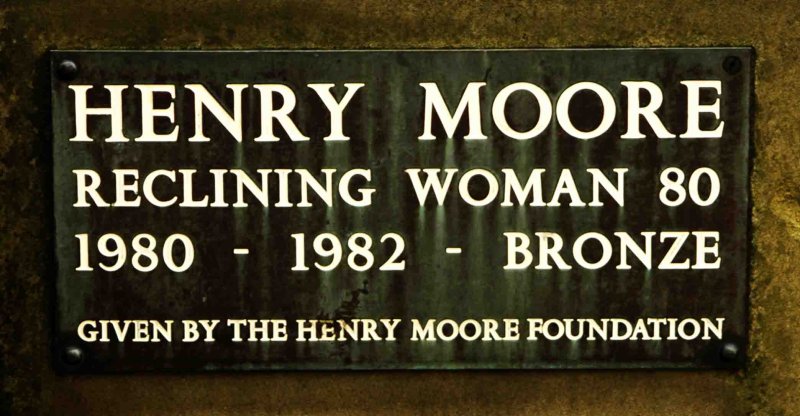 HENRY MOORE
RECLINING WOMAN 80
1980 - 1982 - BRONZE
GIVEN BY THE HENRY MOORE FOUNDATION